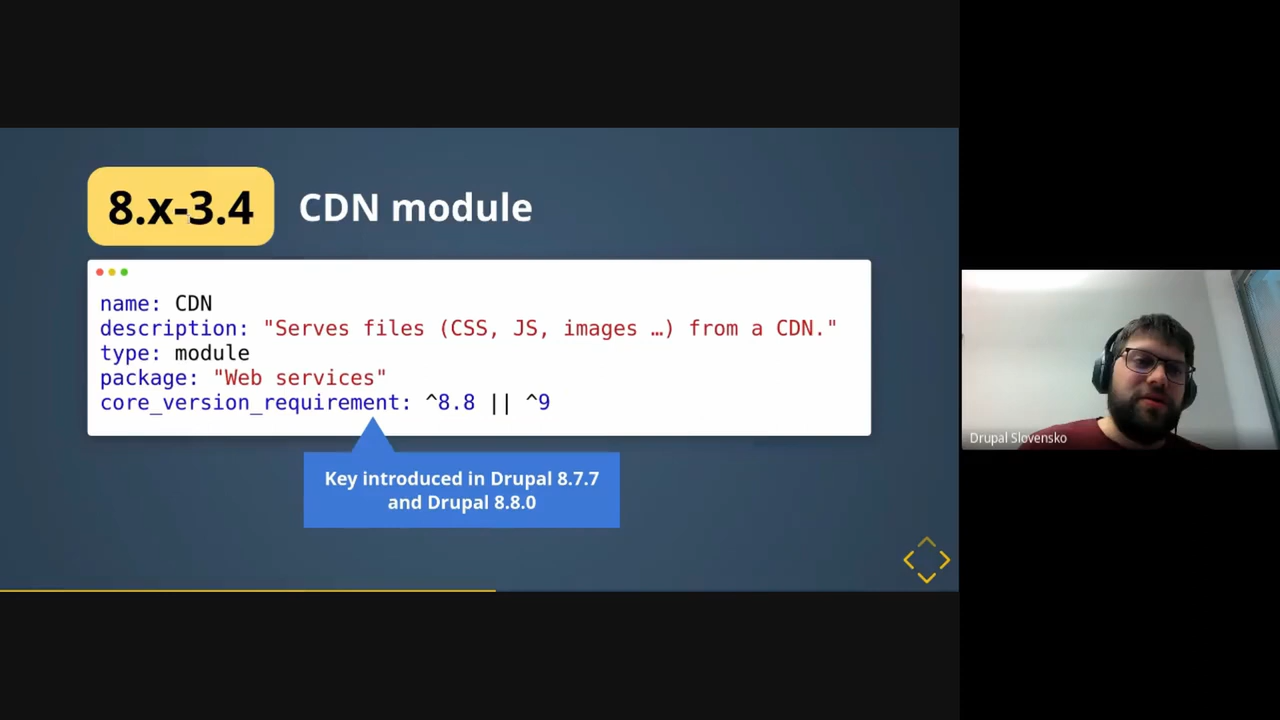 8.x-3.4 CDN module
name: CDN
description: "Serves files (CSS, JS, images …) from a CDN."
type: module
package: "Web services"
core_version_requirement: ^8.8 || ^9
Key introduced in Drupal 8.7.7
and Drupal 8.8.0
Drupal Slovensko